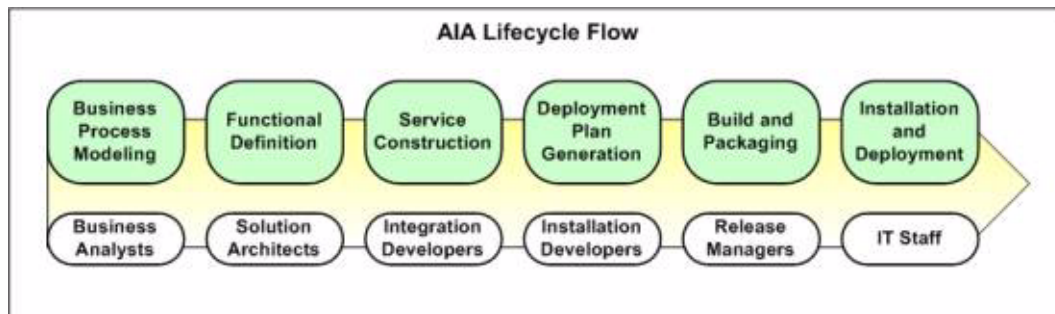 AIA Lifecycle Flow
Business
Process
Modeling
Functional
Definition
Service
Construction
Deployment
Plan
Generation
Build and
Packaging
Installation
and
Deployment
Business
Analysts
Solution
Architects
Integration
Developers
Installation
Developers
Release
Managers
IT Staff